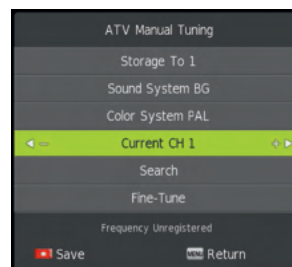 ATV Manual Tuning
Storage To 1
Sound System BG
Color System PAL
Current CH 1
Search
Fine-Tune
Frequency Unregistered
Save
MENU Return